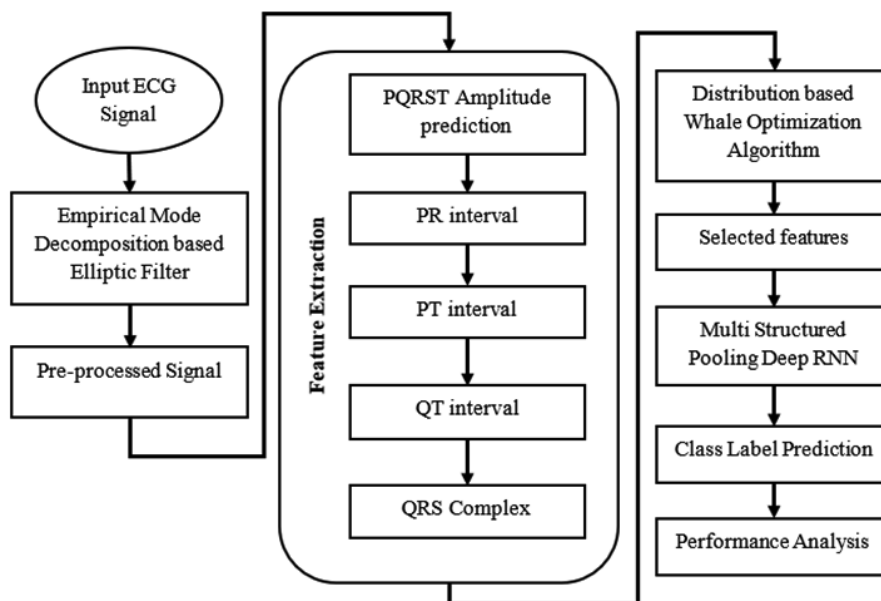 Input ECG
Signal
Empirical Mode
Decomposition based
Elliptic Filter
Pre-processed Signal
Feature Extraction
PQRST Amplitude
prediction
PR interval
PT interval
QT interval
QRS Complex
Distribution based
Whale Optimization
Algorithm
Selected features
Multi Structured
Pooling Deep RNN
Class Label Prediction
Performance Analysis